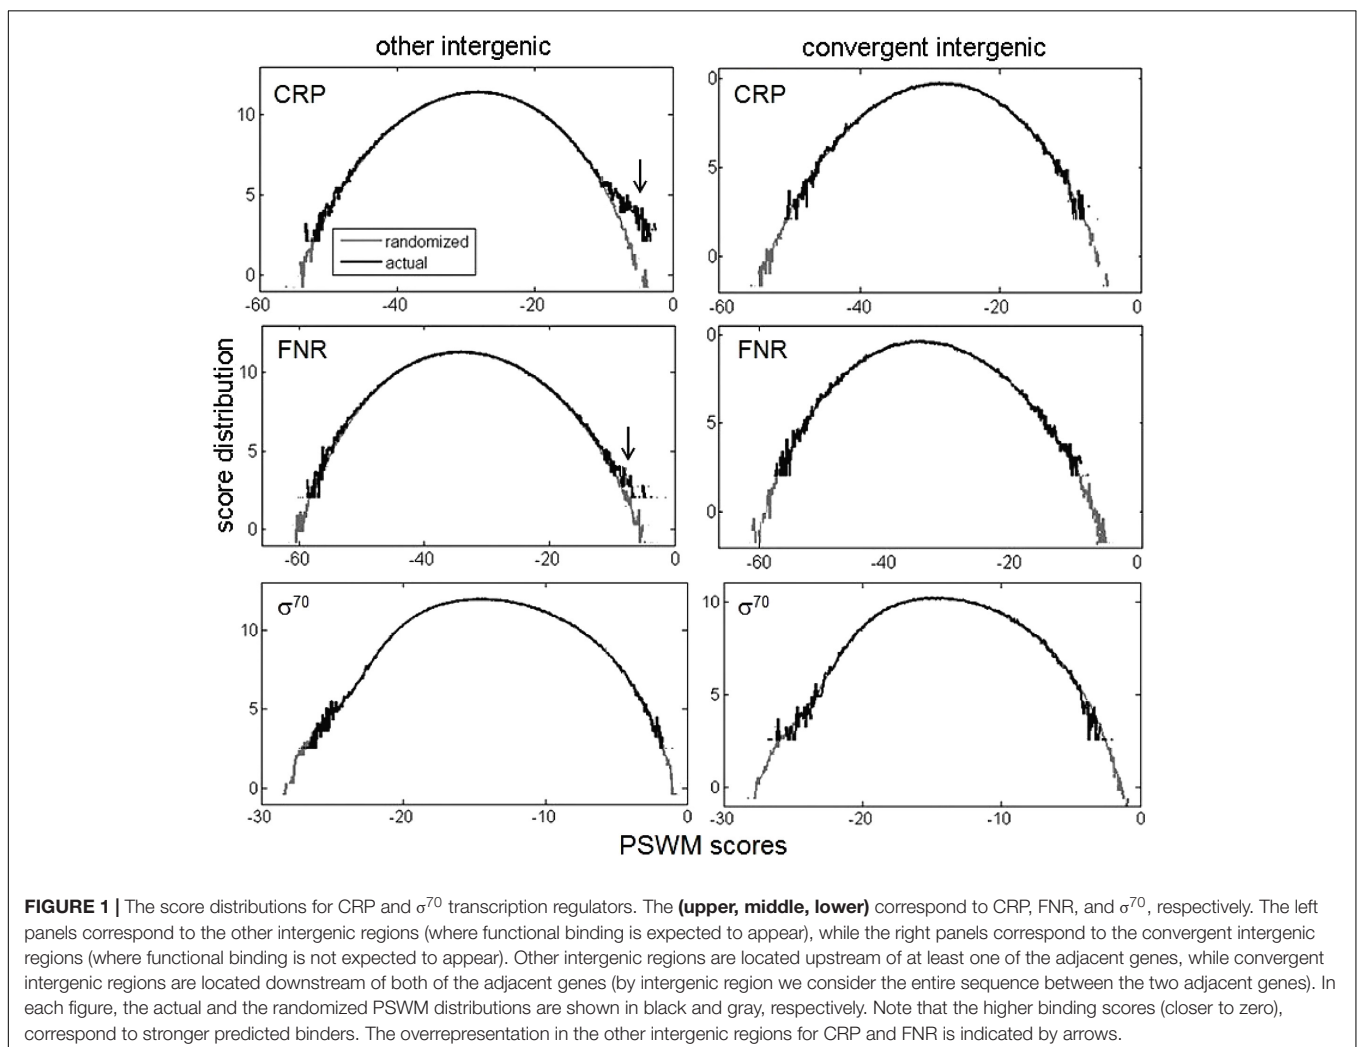 other intergenic
convergent intergenic
CRP
10
5
0
randomized
actual
-60
-40
-20
0
CRP
0
5
0
-60
-40
-20
0
score distribution
FNR
10
5
0
-60
-40
-20
0
FNR
0
5
0
-60
-40
-20
0
σ70
10
5
0
-30
-20
-10
0
σ70
10
5
0
-30
-20
-10
0
PSWM scores
FIGURE 1 | The score distributions for CRP and σ70 transcription regulators. The (upper, middle, lower) correspond to CRP, FNR, and σ70, respectively. The left
panels correspond to the other intergenic regions (where functional binding is expected to appear), while the right panels correspond to the convergent intergenic
regions (where functional binding is not expected to appear). Other intergenic regions are located upstream of at least one of the adjacent genes, while convergent
intergenic regions are located downstream of both of the adjacent genes (by intergenic region we consider the entire sequence between the two adjacent genes). In
each figure, the actual and the randomized PSWM distributions are shown in black and gray, respectively. Note that the higher binding scores (closer to zero),
correspond to stronger predicted binders. The overrepresentation in the other intergenic regions for CRP and FNR is indicated by arrows.